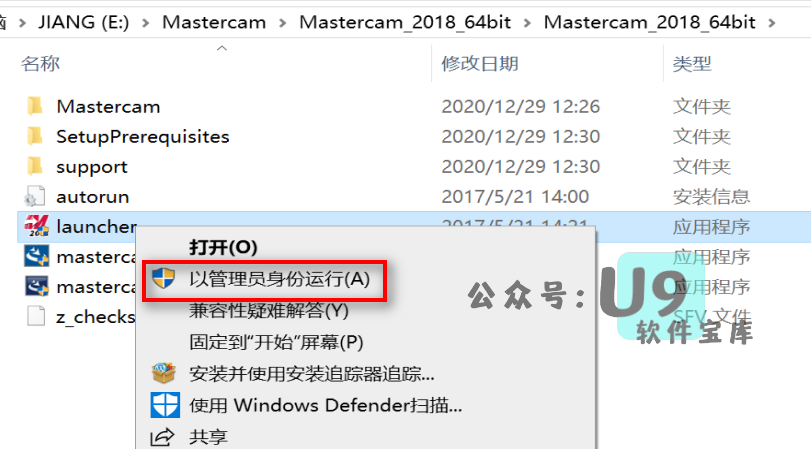 脑 > JIANG (E:) > Mastercam > Mastercam_2018_64bit > Mastercam_2018_64bit >
名称 修改日期 类型
Mastercam 2020/12/29 12:26 文件夹
SetupPrerequisites 2020/12/29 12:30 文件夹
support 2020/12/29 12:30 文件夹
autorun 2017/5/21 14:00 安装信息
launcher 2017/5/21 14:21 应用程序
打开(O)
masterca 应用程序
以管理员身份运行(A)
masterca 应用程序
兼容性疑难解答(Y)
z_checks SFV 文件
固定到"开始"屏幕(P)
安装并使用安装追踪器追踪...
使用 Windows Defender扫描...
共享
公众号:U9
软件宝库